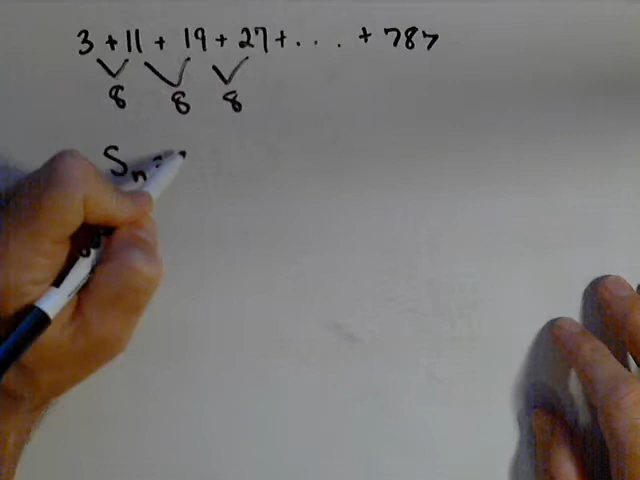 3 + 11 + 19 + 27 + . . . . + 787
8 8 8
Sn =